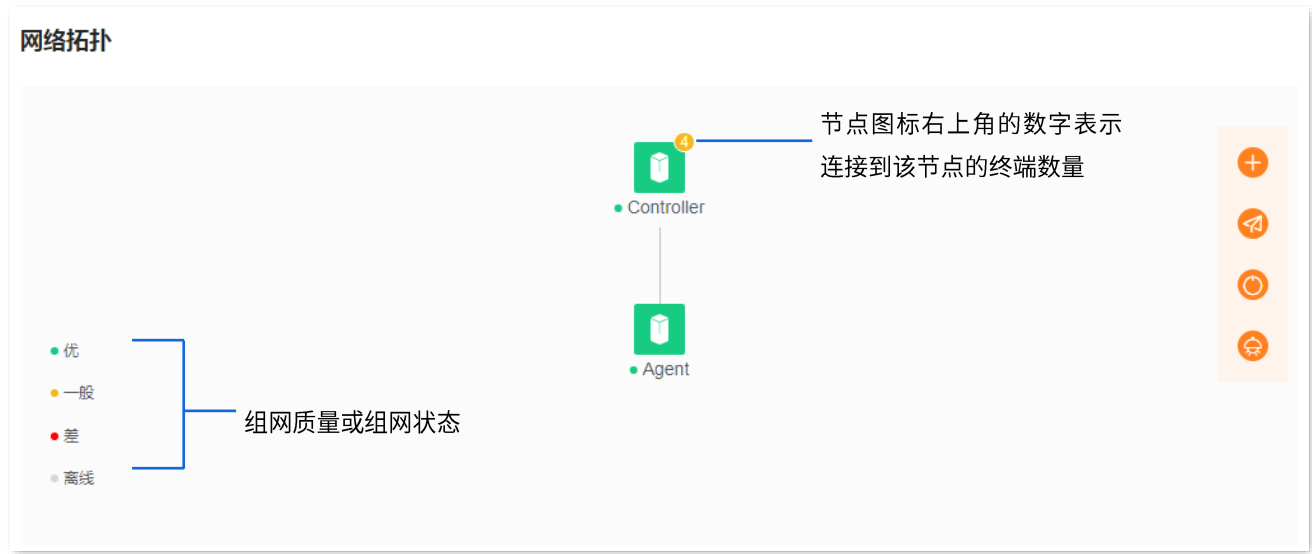 网络拓扑
4
节点图标右上角的数字表示
连接到该节点的终端数量
Controller
Agent
优
一般
差
离线
组网质量或组网状态